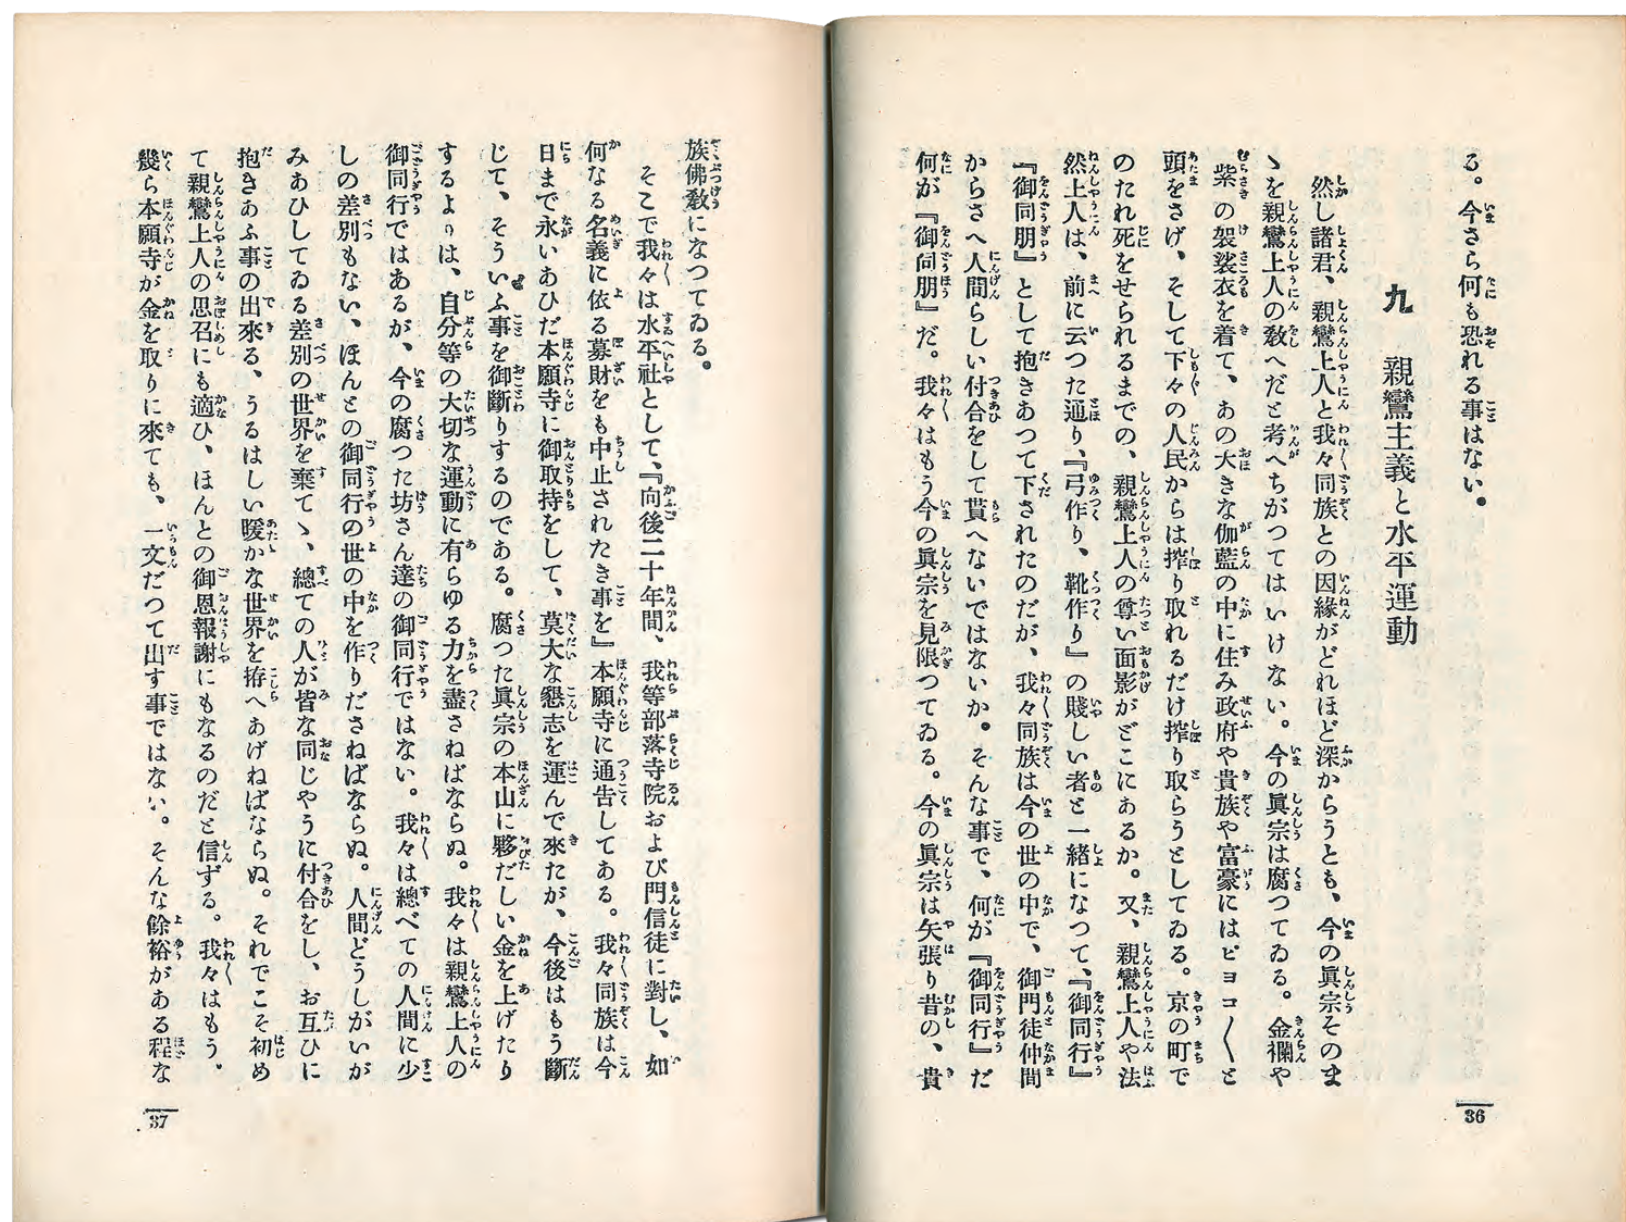 る。今さら何も恐れる事はない。
九　親鸞主義と水平運動
然し諸君、親鸞上人と我々同族との因縁がどれほど深からうとも、今の眞宗そのま
ゝを親鸞上人の敎へだと考へちがつてはいけない。今の眞宗は腐つてゐる。金襴や
紫の袈裟衣を着て、あの大きな伽藍の中に住み政府や貴族や富豪にはピヨコ〳〵と
頭をさげ、そして下々の人民からは搾り取れるだけ搾り取らうとしてゐる。京の町で
のたれ死をせられるまでの、親鸞上人の尊い面影がどこにあるか。又、親鸞上人や法
然上人は、前に云つた通り、『弓作り、靴作り』の賤しい者と一緒になつて、『御同行』
『御同朋』として抱きあつて下されたのだが、我々同族は今の世の中で、御門徒仲間
からさへ人間らしい付合をして貰へないではないか。そんな事で、何が『御同行』だ
何が『御同朋』だ。我々はもう今の眞宗を見限つてゐる。今の眞宗は矢張り昔の、貴
36
族佛敎になつてゐる。
そこで我々は水平社として、『向後二十年間、我等部落寺院および門信徒に對し、如
何なる名義に依る募財をも中止されたき事を』本願寺に通告してある。我々同族は今
日まで永いあひだ本願寺に御取持をして、莫大な懇志を運んで來たが、今後はもう斷
じて、そういふ事を御斷りするのである。腐つた眞宗の本山に夥だしい金を上げたり
するよりは、自分等の大切な運動に有らゆる力を盡さねばならぬ。我々は親鸞上人の
御同行ではあるが、今の腐つた坊さん達の御同行ではない。我々は總べての人間に少
しの差別もない、ほんとの御同行の世の中を作りださねばならぬ。人間どうしがいが
みあひしてゐる差別の世界を棄てゝ、總ての人が皆な同じやうに付合をし、お互ひに
抱きあふ事の出來る、うるはしい暖かな世界を拵へあげねばならぬ。それでこそ初め
て親鸞上人の思召にも適ひ、ほんとの御恩報謝にもなるのだと信ずる。我々はもう。
幾ら本願寺が金を取りに來ても、一文だつて出す事ではない。そんな餘裕がある程な
37